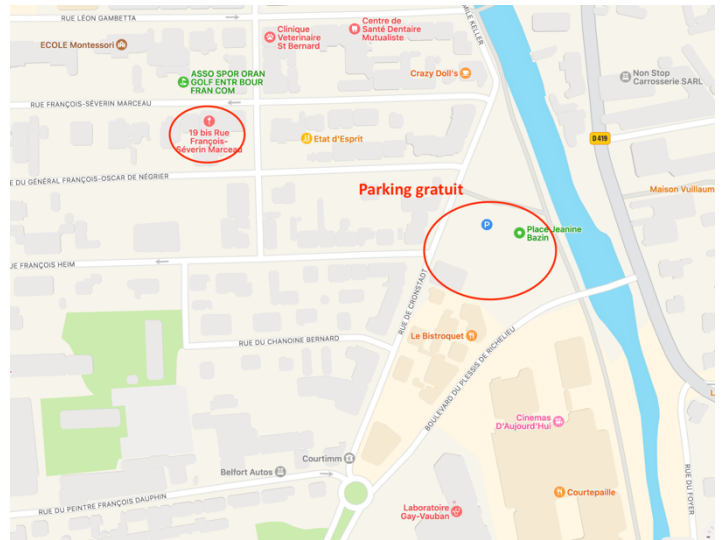 RUE LÉON GAMBETTA
ÉMILE KELLER
Clinique
Veterinaire
St Bernard
Centre de
Santé Dentaire
Mutualiste
ECOLE Montessori
ASSO SPOR ORAN
GOLF ENTR BOUR
FRAN COM
Crazy Doll's
Non Stop
Carrosserie SARL
RUE FRANÇOIS-SÉVERIN MARCEAU
19 bis Rue
François-
Séverin Marceau
Etat d'Esprit
D419
E DU GÉNÉRAL FRANÇOIS-OSCAR DE NÉGRIER
Parking gratuit
Maison Vuillaum
P
Place Jeanine
Bazin
UE FRANÇOIS HEIM
RUE DE CRONSTADT
RUE DU CHANOINE BERNARD
Le Bistroquet
BOULEVARD DU PLESSIS DE RICHELIEU
Cinemas
D'Aujourd'Hui
Courtimm
Belfort Autos
Courtepaille
RUE DU PEINTRE FRANÇOIS DAUPHIN
Laboratoire
Gay-Vauban
RUE DU FOYER